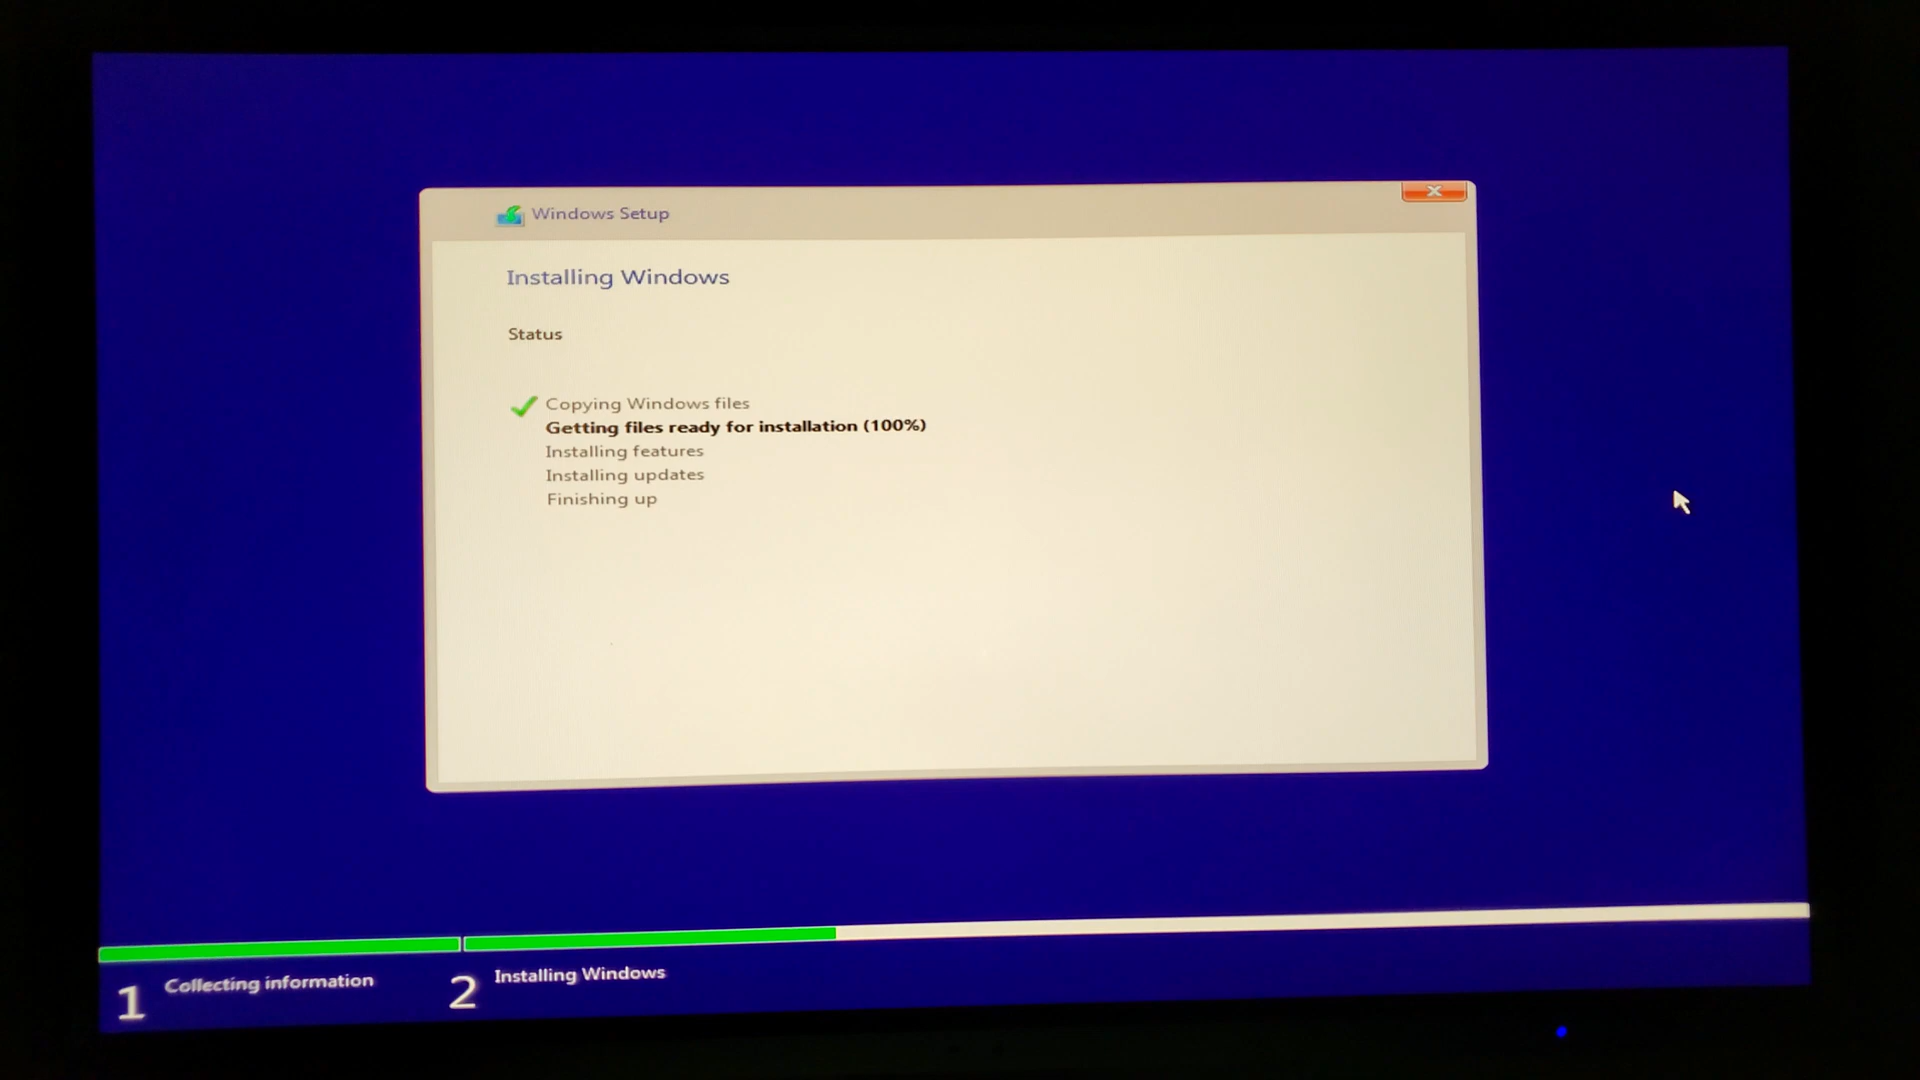 Windows Setup
Installing Windows
Status
Copying Windows files
Getting files ready for installation (100%)
Installing features
Installing updates
Finishing up
1 Collecting information
2 Installing Windows